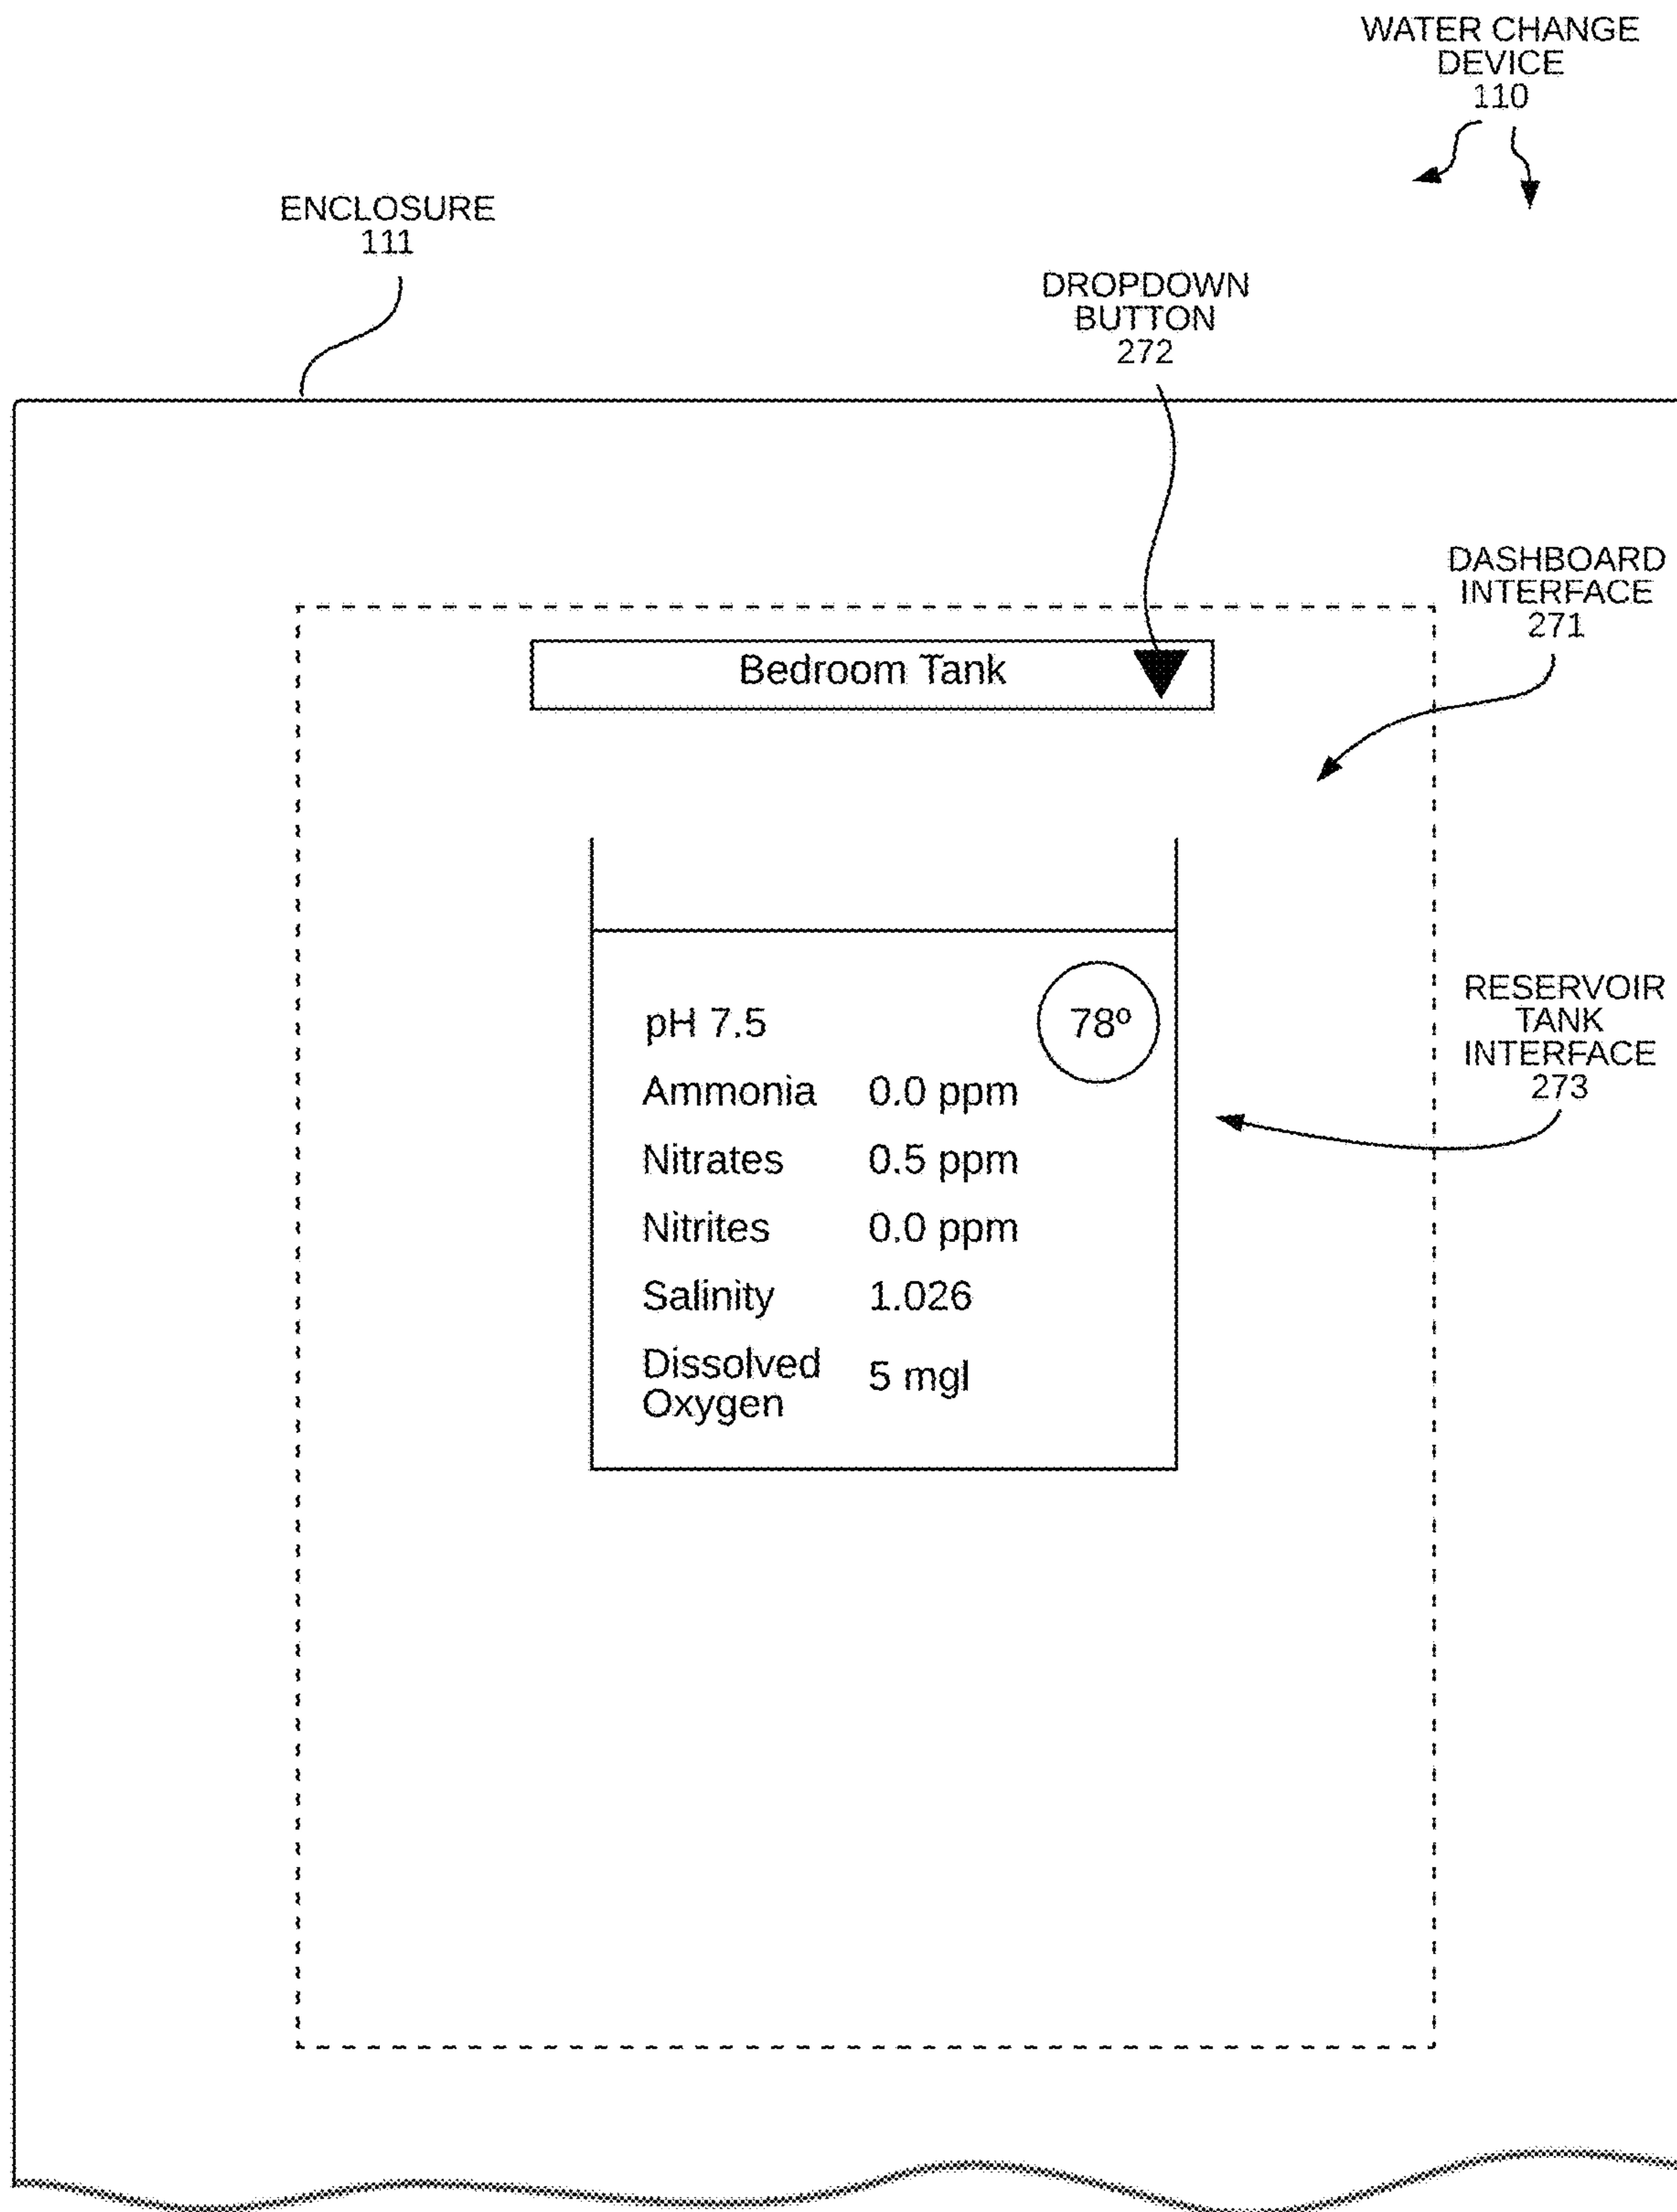 WATER CHANGE
DEVICE
110
ENCLOSURE
111
DROPDOWN
BUTTON
272
DASHBOARD
INTERFACE
271
Bedroom Tank
RESERVOIR
TANK
INTERFACE
273
pH 7.5
78º
Ammonia 0.0 ppm
Nitrates 0.5 ppm
Nitrites 0.0 ppm
Salinity 1.026
Dissolved
Oxygen 5 mgl